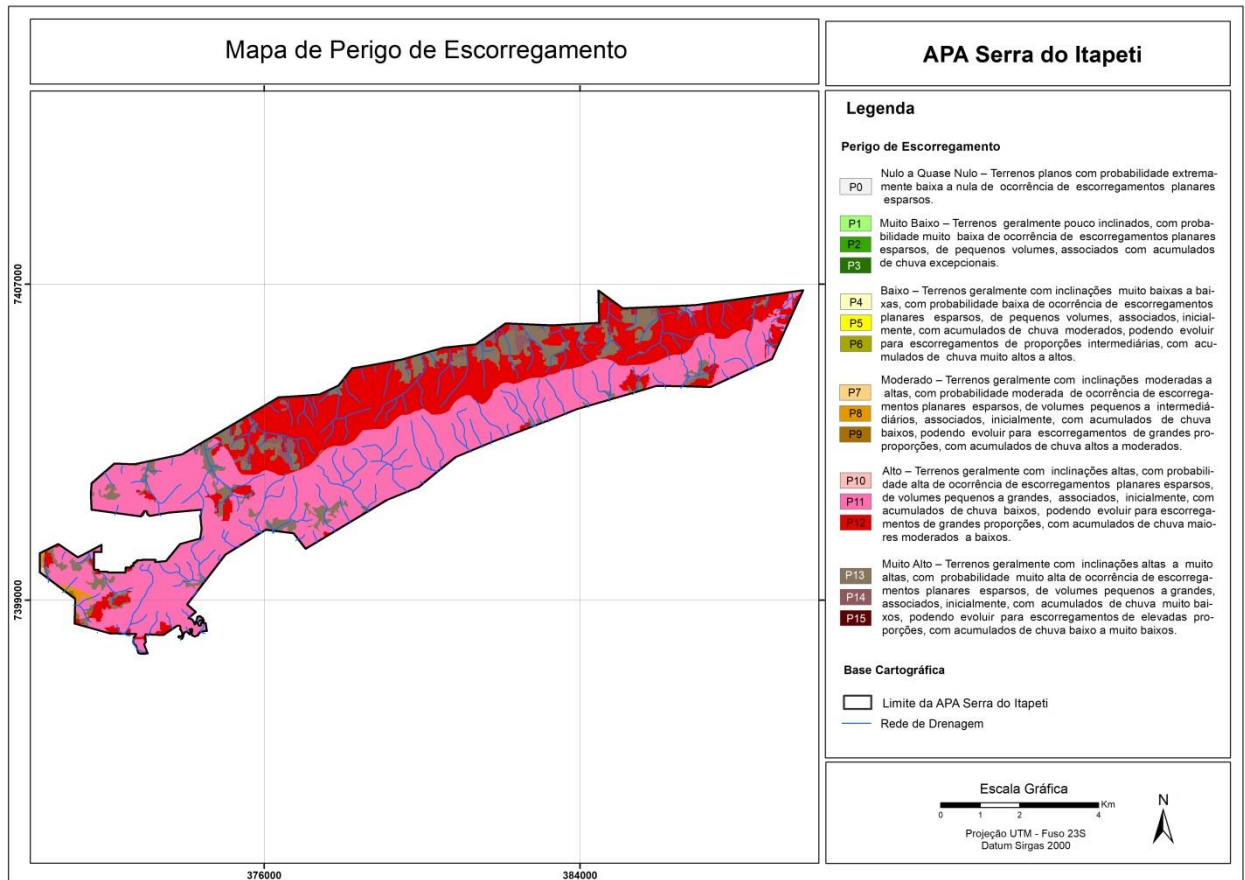 Mapa de Perigo de Escorregamento
APA Serra do Itapeti
7407000
7399000
376000
384000
Legenda
Perigo de Escorregamento
P0
Nulo a Quase Nulo – Terrenos planos com probabilidade extrema-
mente baixa a nula de ocorrência de escorregamentos planares
esparsos.
P1
P2
P3
Muito Baixo – Terrenos geralmente pouco inclinados, com proba-
bilidade muito baixa de ocorrência de escorregamentos planares
esparsos, de pequenos volumes, associados com acumulados
de chuva excepcionais.
P4
P5
P6
Baixo – Terrenos geralmente com inclinações muito baixas a bai-
xas, com probabilidade baixa de ocorrência de escorregamentos
planares esparsos, de pequenos volumes, associados, inicial-
mente, com acumulados de chuva moderados, podendo evoluir
para escorregamentos de proporções intermediárias, com acu-
mulados de chuva muito altos a altos.
P7
P8
P9
Moderado – Terrenos geralmente com inclinações moderadas a
altas, com probabilidade moderada de ocorrência de escorrega-
mentos planares esparsos, de volumes pequenos a intermediá-
diários, associados, inicialmente, com acumulados de chuva
baixos, podendo evoluir para escorregamentos de grandes pro-
proporções, com acumulados de chuva altos a moderados.
P10
P11
P12
Alto – Terrenos geralmente com inclinações altas, com probabili-
dade alta de ocorrência de escorregamentos planares esparsos,
de volumes pequenos a grandes, associados, inicialmente, com
acumulados de chuva baixos, podendo evoluir para escorrega-
mentos de grandes proporções, com acumulados de chuva maio-
res moderados a baixos.
P13
P14
P15
Muito Alto – Terrenos geralmente com inclinações altas a muito
altas, com probabilidade muito alta de ocorrência de escorrega-
mentos planares esparsos, de volumes pequenos a grandes,
associados, inicialmente, com acumulados de chuva muito bai-
xos, podendo evoluir para escorregamentos de elevadas pro-
porções, com acumulados de chuva baixo a muito baixos.
Base Cartográfica
Limite da APA Serra do Itapeti
Rede de Drenagem
Escala Gráfica
Km
0 1 2 4
Projeção UTM - Fuso 23S
Datum Sirgas 2000
N